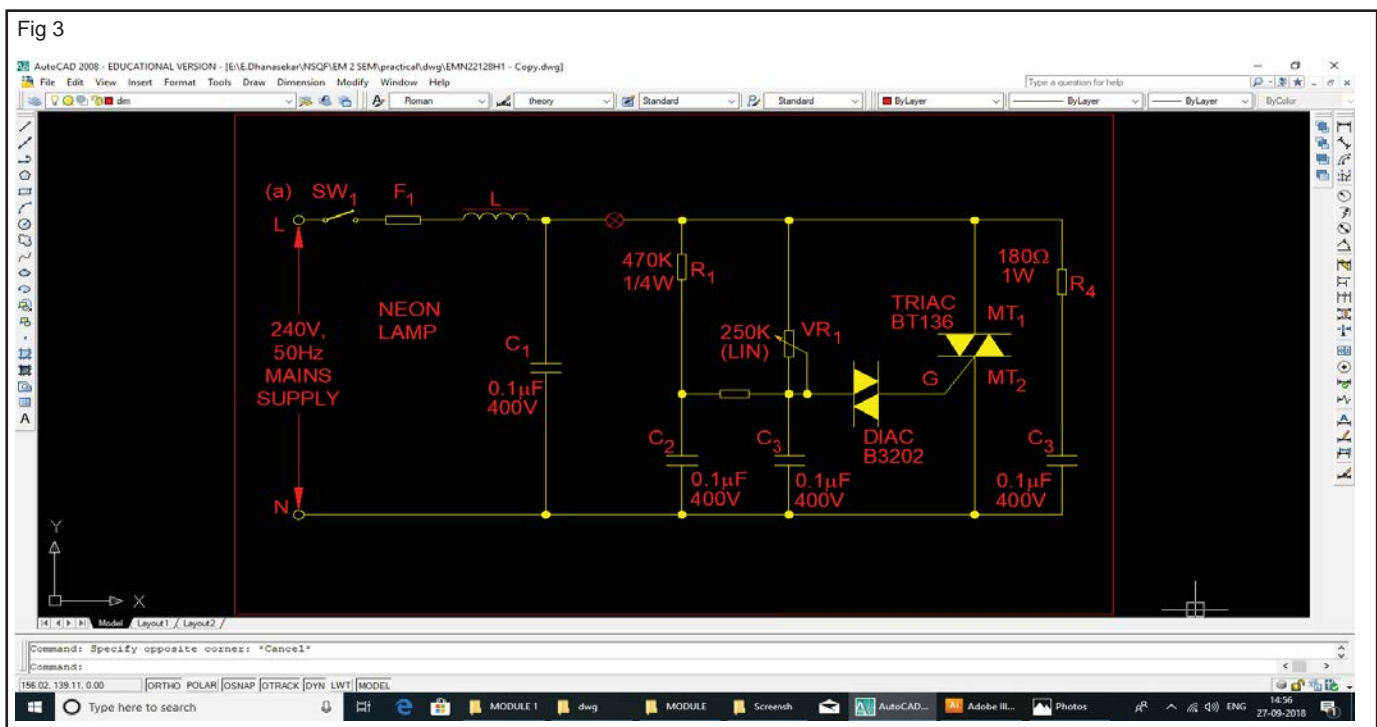 Fig 3
AutoCAD 2008 - EDUCATIONAL VERSION - [E:\E.Dhanasekar\NSQF\EM 2 SEM\practical\dwg\EMN22128H1 - Copy.dwg]
File Edit View Insert Format Tools Draw Dimension Modify Window Help
Type a question for help
dim
Roman
theory
Standard
Standard
ByLayer
ByLayer
ByLayer
ByColor
(a) SW1 F1 L
L
470K
1/4W
R1
180Ω
1W
R4
NEON
LAMP
TRIAC
BT136
MT1
240V,
50Hz
MAINS
SUPPLY
C1
250K
(LIN)
VR1
0.1µF
400V
G
MT2
C2
C3
DIAC
B3202
C3
0.1µF
400V
0.1µF
400V
0.1µF
400V
N
Y
X
Model Layout1 Layout2
Command: Specify opposite corner: *Cancel*
Command:
156.02, 139.11, 0.00 ORTHO POLAR OSNAP OTRACK DYN LWT MODEL
Type here to search MODULE 1 dwg MODULE Screensh AutoCAD... Adobe Ill... Photos ENG 14:56
27-09-2018